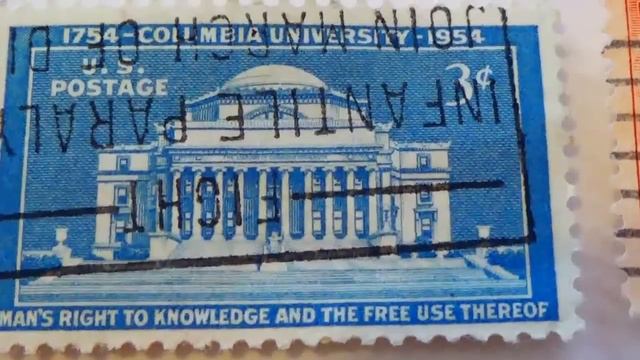 1754-COLUMBIA UNIVERSITY-1954
U.S.
POSTAGE
3¢
MAN'S RIGHT TO KNOWLEDGE AND THE FREE USE THEREOF
FIGHT
INFANTILE PARALY
JOIN MARCH OF DI